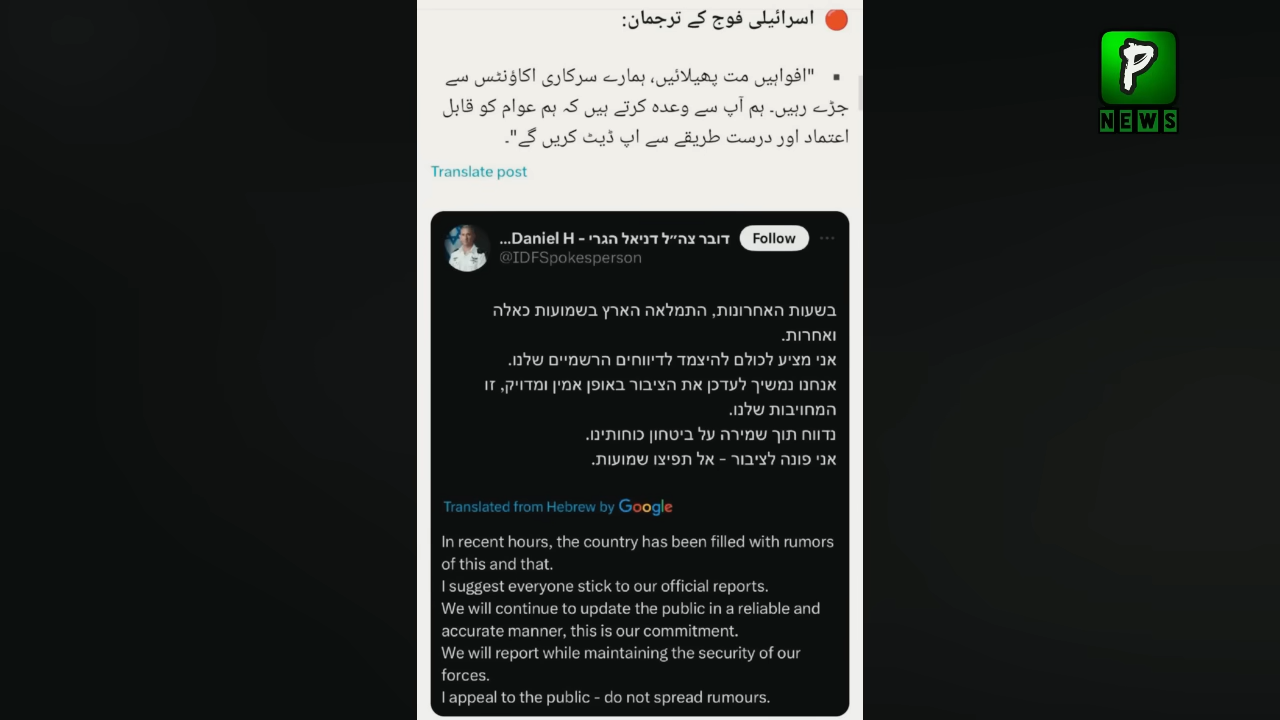 اسرائیلی فوج کے ترجمان:
"افواہیں مت پھیلائیں، ہمارے سرکاری اکاؤنٹس سے
جڑے رہیں۔ ہم آپ سے وعدہ کرتے ہیں کہ ہم عوام کو قابل
اعتماد اور درست طریقے سے اپ ڈیٹ کریں گے"۔
Translate post
דובר צה״ל דניאל הגרי - Daniel H...
Follow
@IDFSpokesperson
בשעות האחרונות, התמלאה הארץ בשמועות כאלה
ואחרות.
אני מציע לכולם להיצמד לדיווחים הרשמיים שלנו.
אנחנו נמשיך לעדכן את הציבור באופן אמין ומדויק, זו
המחויבות שלנו.
נדווח תוך שמירה על ביטחון כוחותינו.
אני פונה לציבור - אל תפיצו שמועות.
Translated from Hebrew by Google
In recent hours, the country has been filled with rumors
of this and that.
I suggest everyone stick to our official reports.
We will continue to update the public in a reliable and
accurate manner, this is our commitment.
We will report while maintaining the security of our
forces.
I appeal to the public - do not spread rumours.
P
NEWS